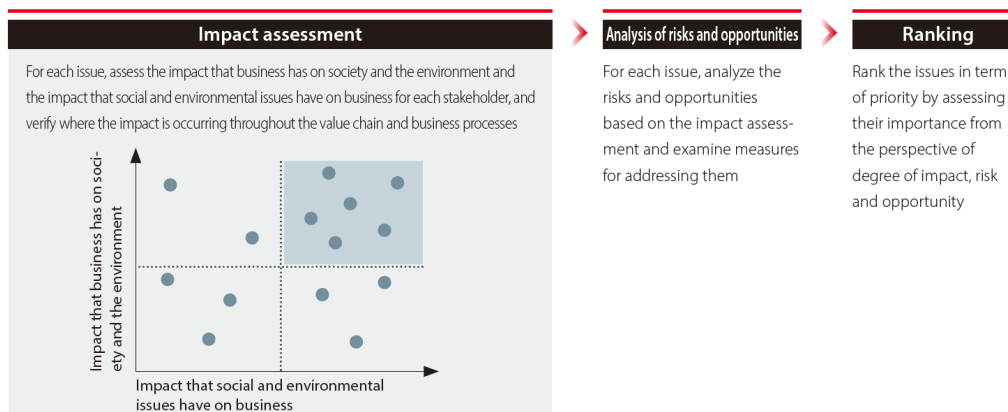 Impact assessment
For each issue, assess the impact that business has on society and the environment and
the impact that social and environmental issues have on business for each stakeholder, and
verify where the impact is occurring throughout the value chain and business processes
Impact that business has on soci-
ety and the environment
Impact that social and environmental
issues have on business
Analysis of risks and opportunities
For each issue, analyze the
risks and opportunities
based on the impact assess-
ment and examine measures
for addressing them
Ranking
Rank the issues in term
of priority by assessing
their importance from
the perspective of
degree of impact, risk
and opportunity